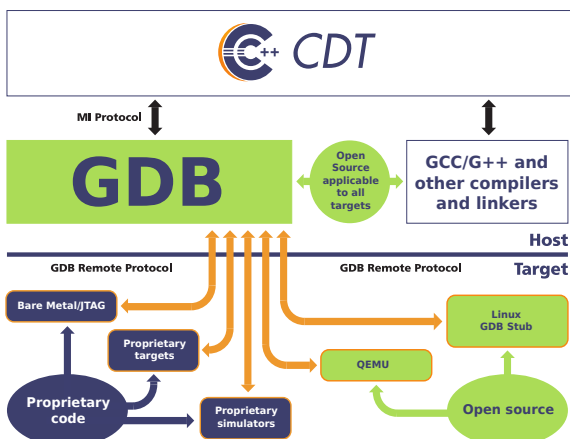 C++ CDT
MI Protocol
GDB
Open
Source
applicable
to all
targets
GCC/G++ and
other compilers
and linkers
Host
GDB Remote Protocol
GDB Remote Protocol
Target
Bare Metal/JTAG
Proprietary
targets
Proprietary
simulators
Proprietary
code
QEMU
Linux
GDB Stub
Open source